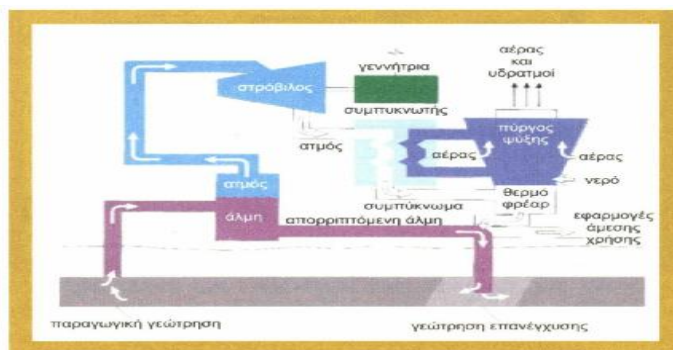 γεννήτρια
αέρας
και
υδρατμοί
στρόβιλος
συμπυκνωτής
ατμός
αέρας
πύργος
ψύξης
αέρας
νερό
ατμός
συμπύκνωμα
θερμο
φρέαρ
άλμη
απορριπτόμενη άλμη
εφαρμογές
άμεσης
χρήσης
παραγωγική γεώτρηση
γεώτρηση επανέγχυσης